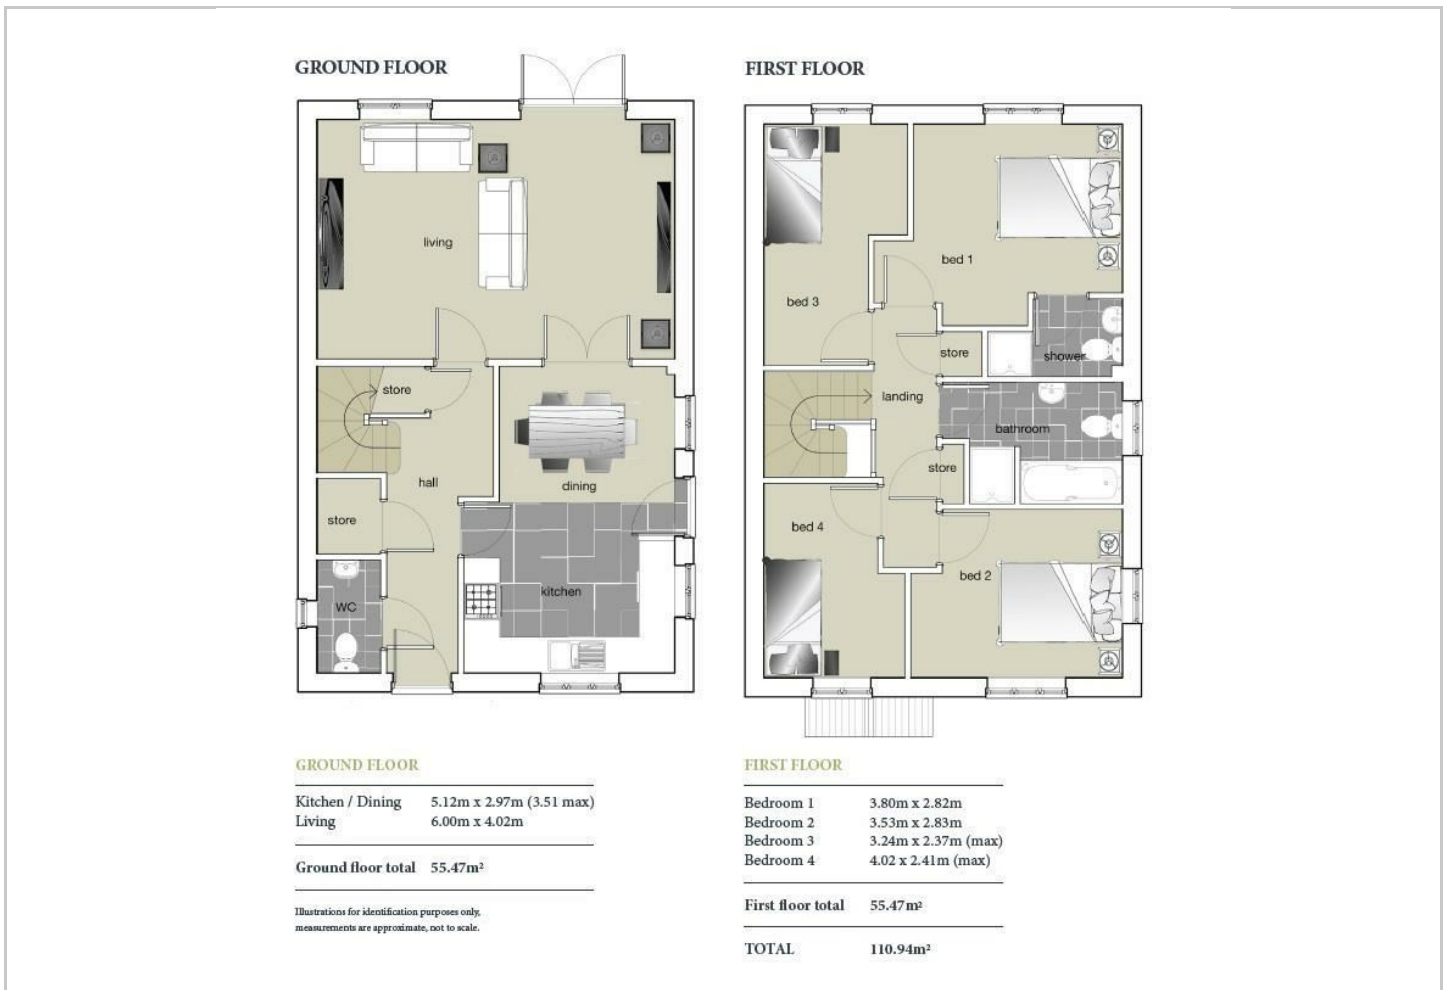 GROUND FLOOR
living
store
hall
dining
store
WC
kitchen
FIRST FLOOR
bed 1
bed 3
store
shower
landing
bathroom
store
bed 4
bed 2
GROUND FLOOR
Kitchen / Dining 5.12m x 2.97m (3.51 max)
Living 6.00m x 4.02m
Ground floor total 55.47m²
Illustrations for identification purposes only,
measurements are approximate, not to scale.
FIRST FLOOR
Bedroom 1 3.80m x 2.82m
Bedroom 2 3.53m x 2.83m
Bedroom 3 3.24m x 2.37m (max)
Bedroom 4 4.02 x 2.41m (max)
First floor total 55.47m²
TOTAL 110.94m²